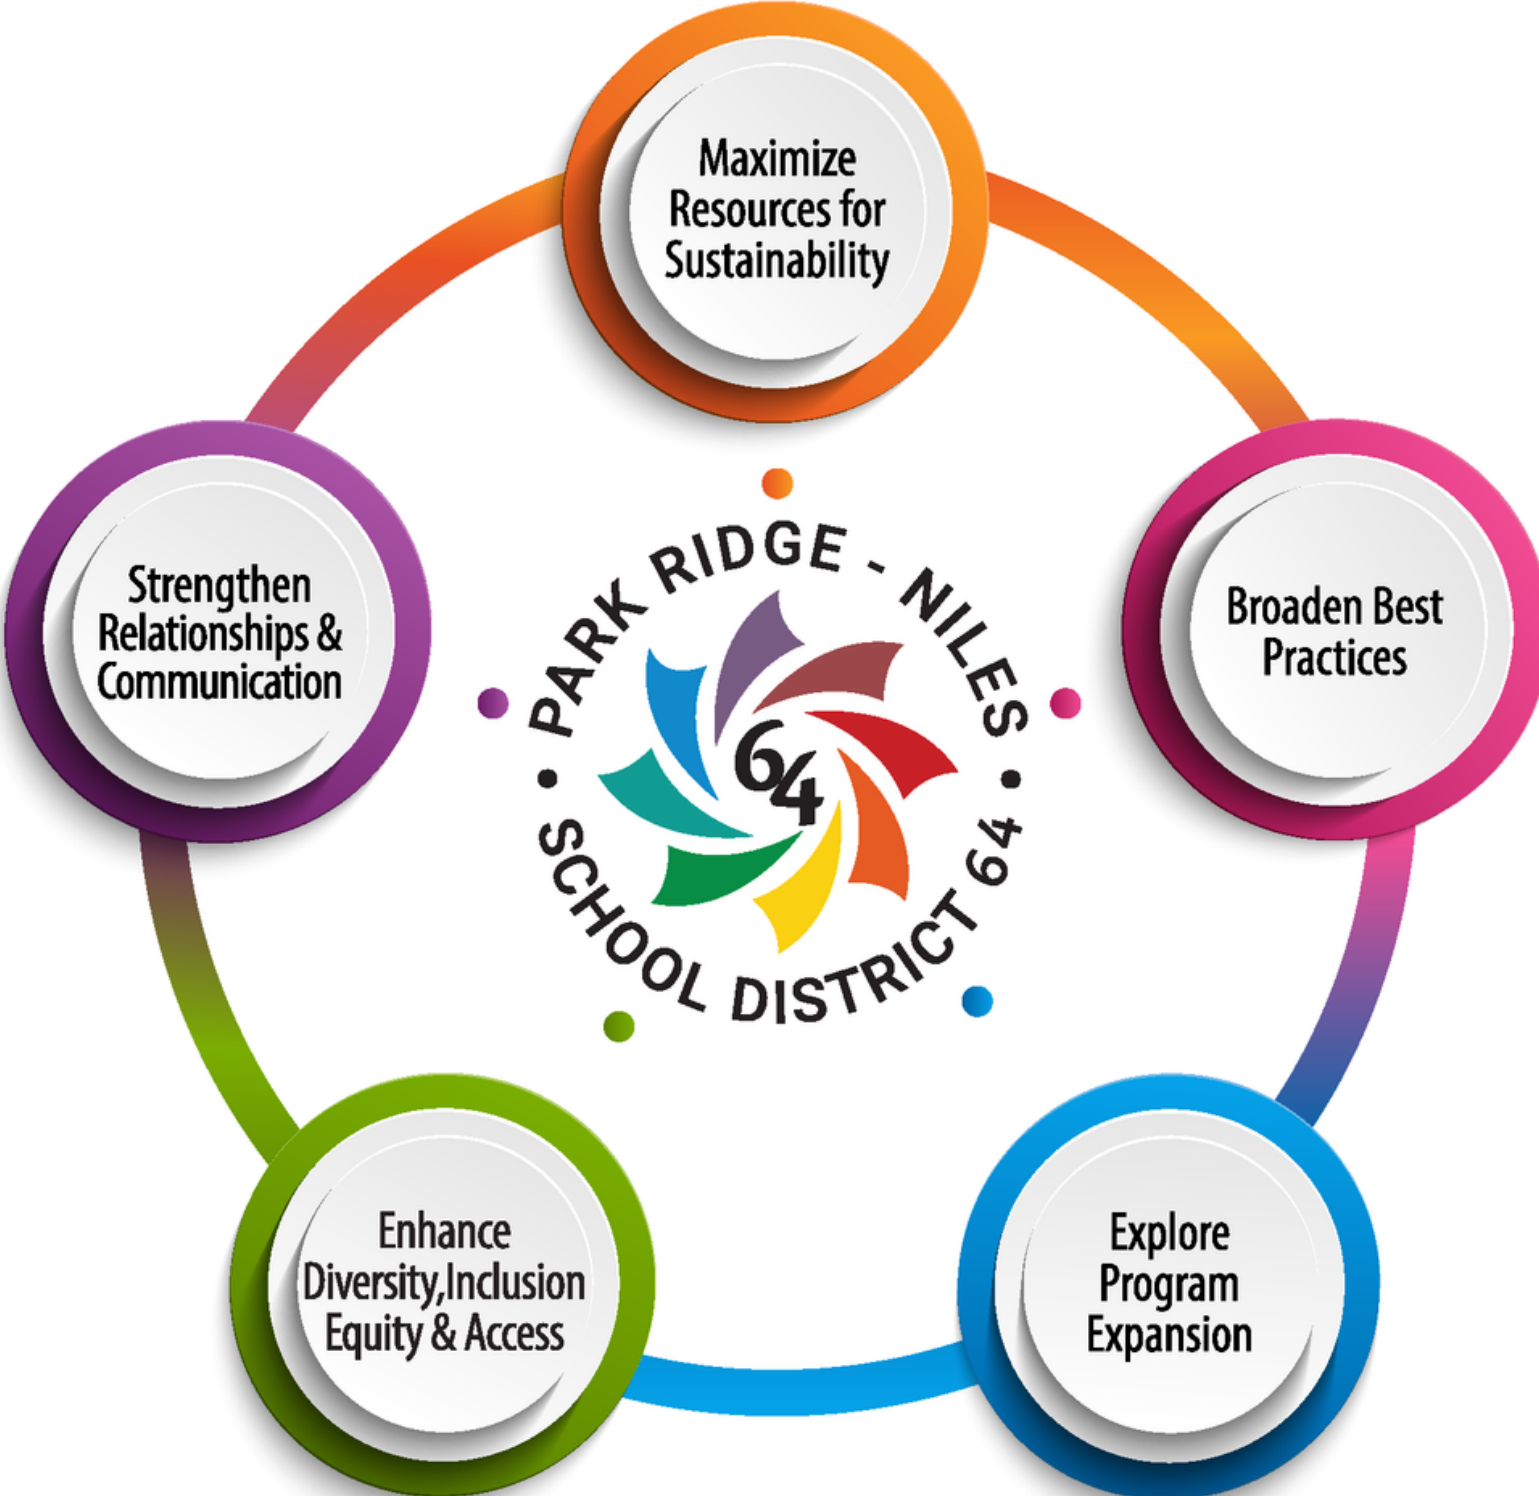 Maximize
Resources for
Sustainability
Strengthen
Relationships &
Communication
Broaden Best
Practices
PARK RIDGE - NILES
64
• SCHOOL DISTRICT 64 •
Enhance
Diversity,Inclusion
Equity & Access
Explore
Program
Expansion